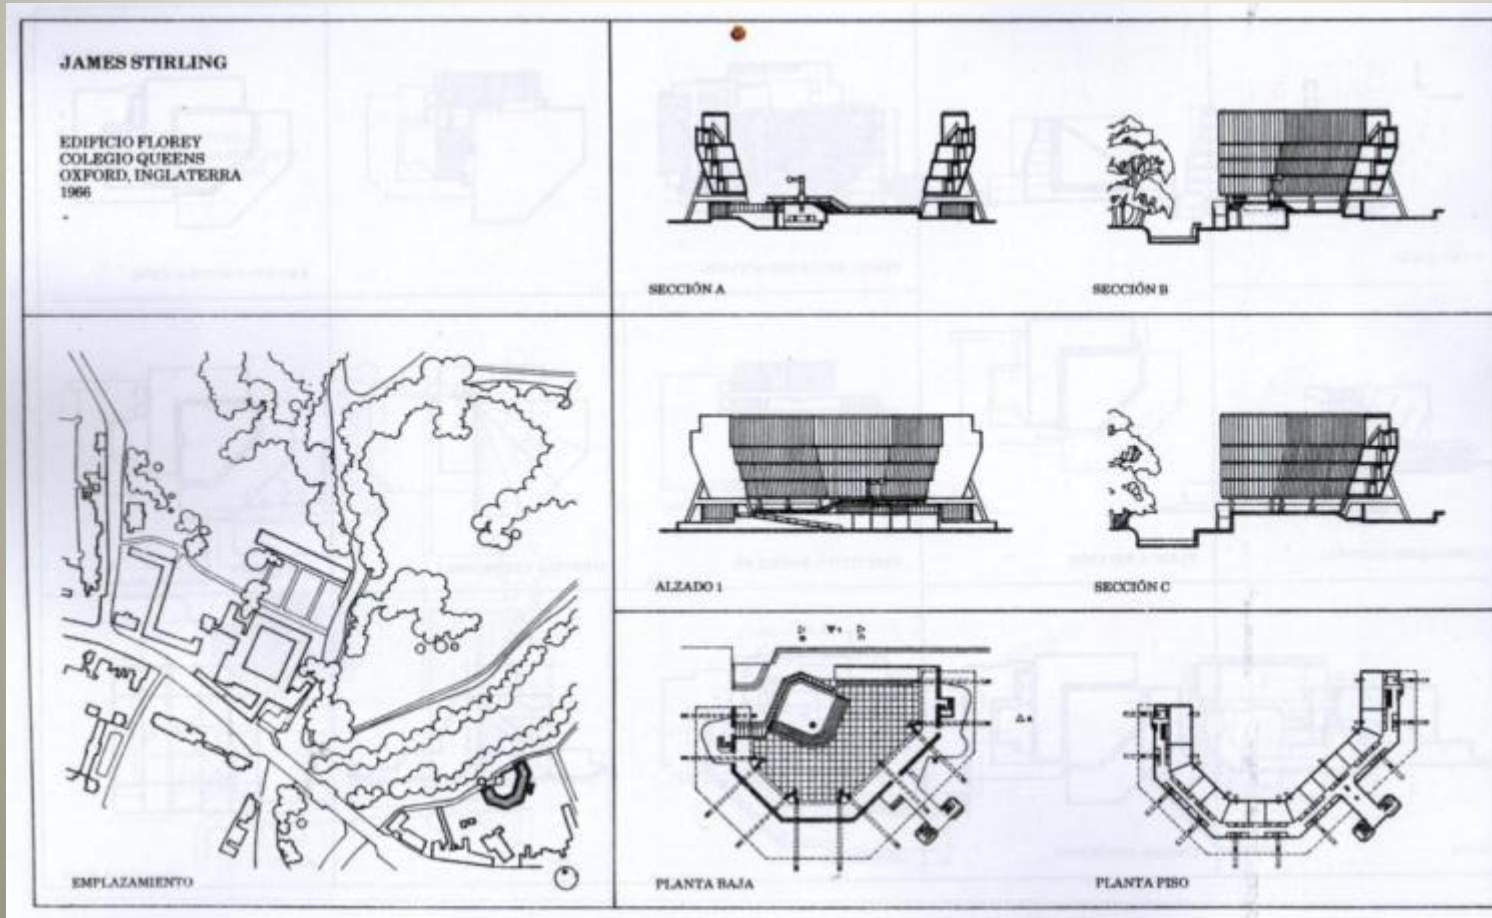 JAMES STIRLING
EDIFICIO FLOREY
COLEGIO QUEENS
OXFORD, INGLATERRA
1966
SECCIÓN A
SECCIÓN B
ALZADO 1
SECCIÓN C
EMPLAZAMIENTO
PLANTA BAJA
PLANTA PISO